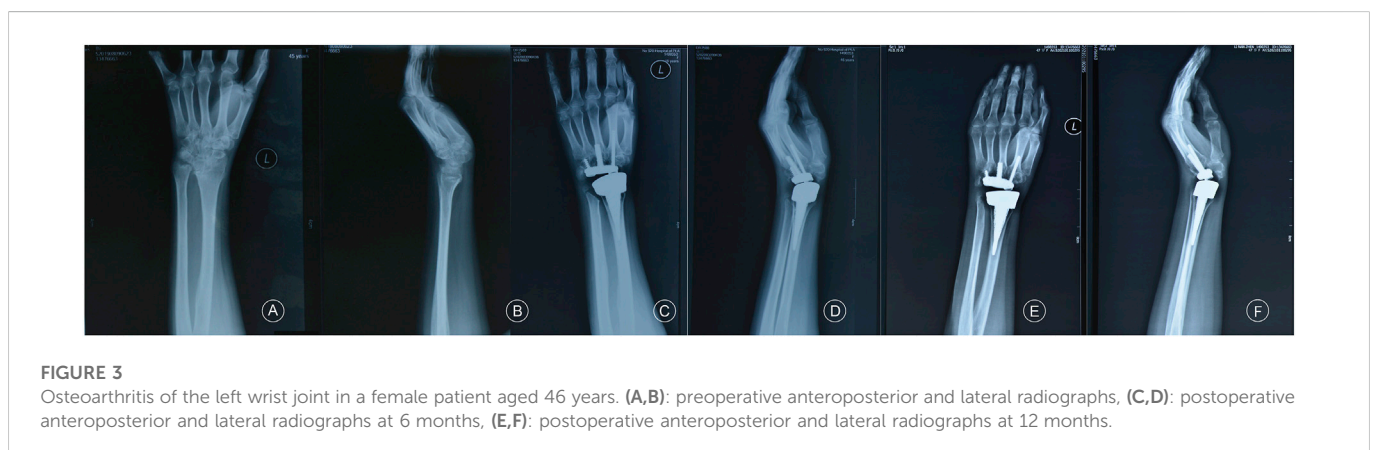 45 years
L
L
L
A
B
C
D
E
F
FIGURE 3
Osteoarthritis of the left wrist joint in a female patient aged 46 years. (A,B): preoperative anteroposterior and lateral radiographs, (C,D): postoperative
anteroposterior and lateral radiographs at 6 months, (E,F): postoperative anteroposterior and lateral radiographs at 12 months.